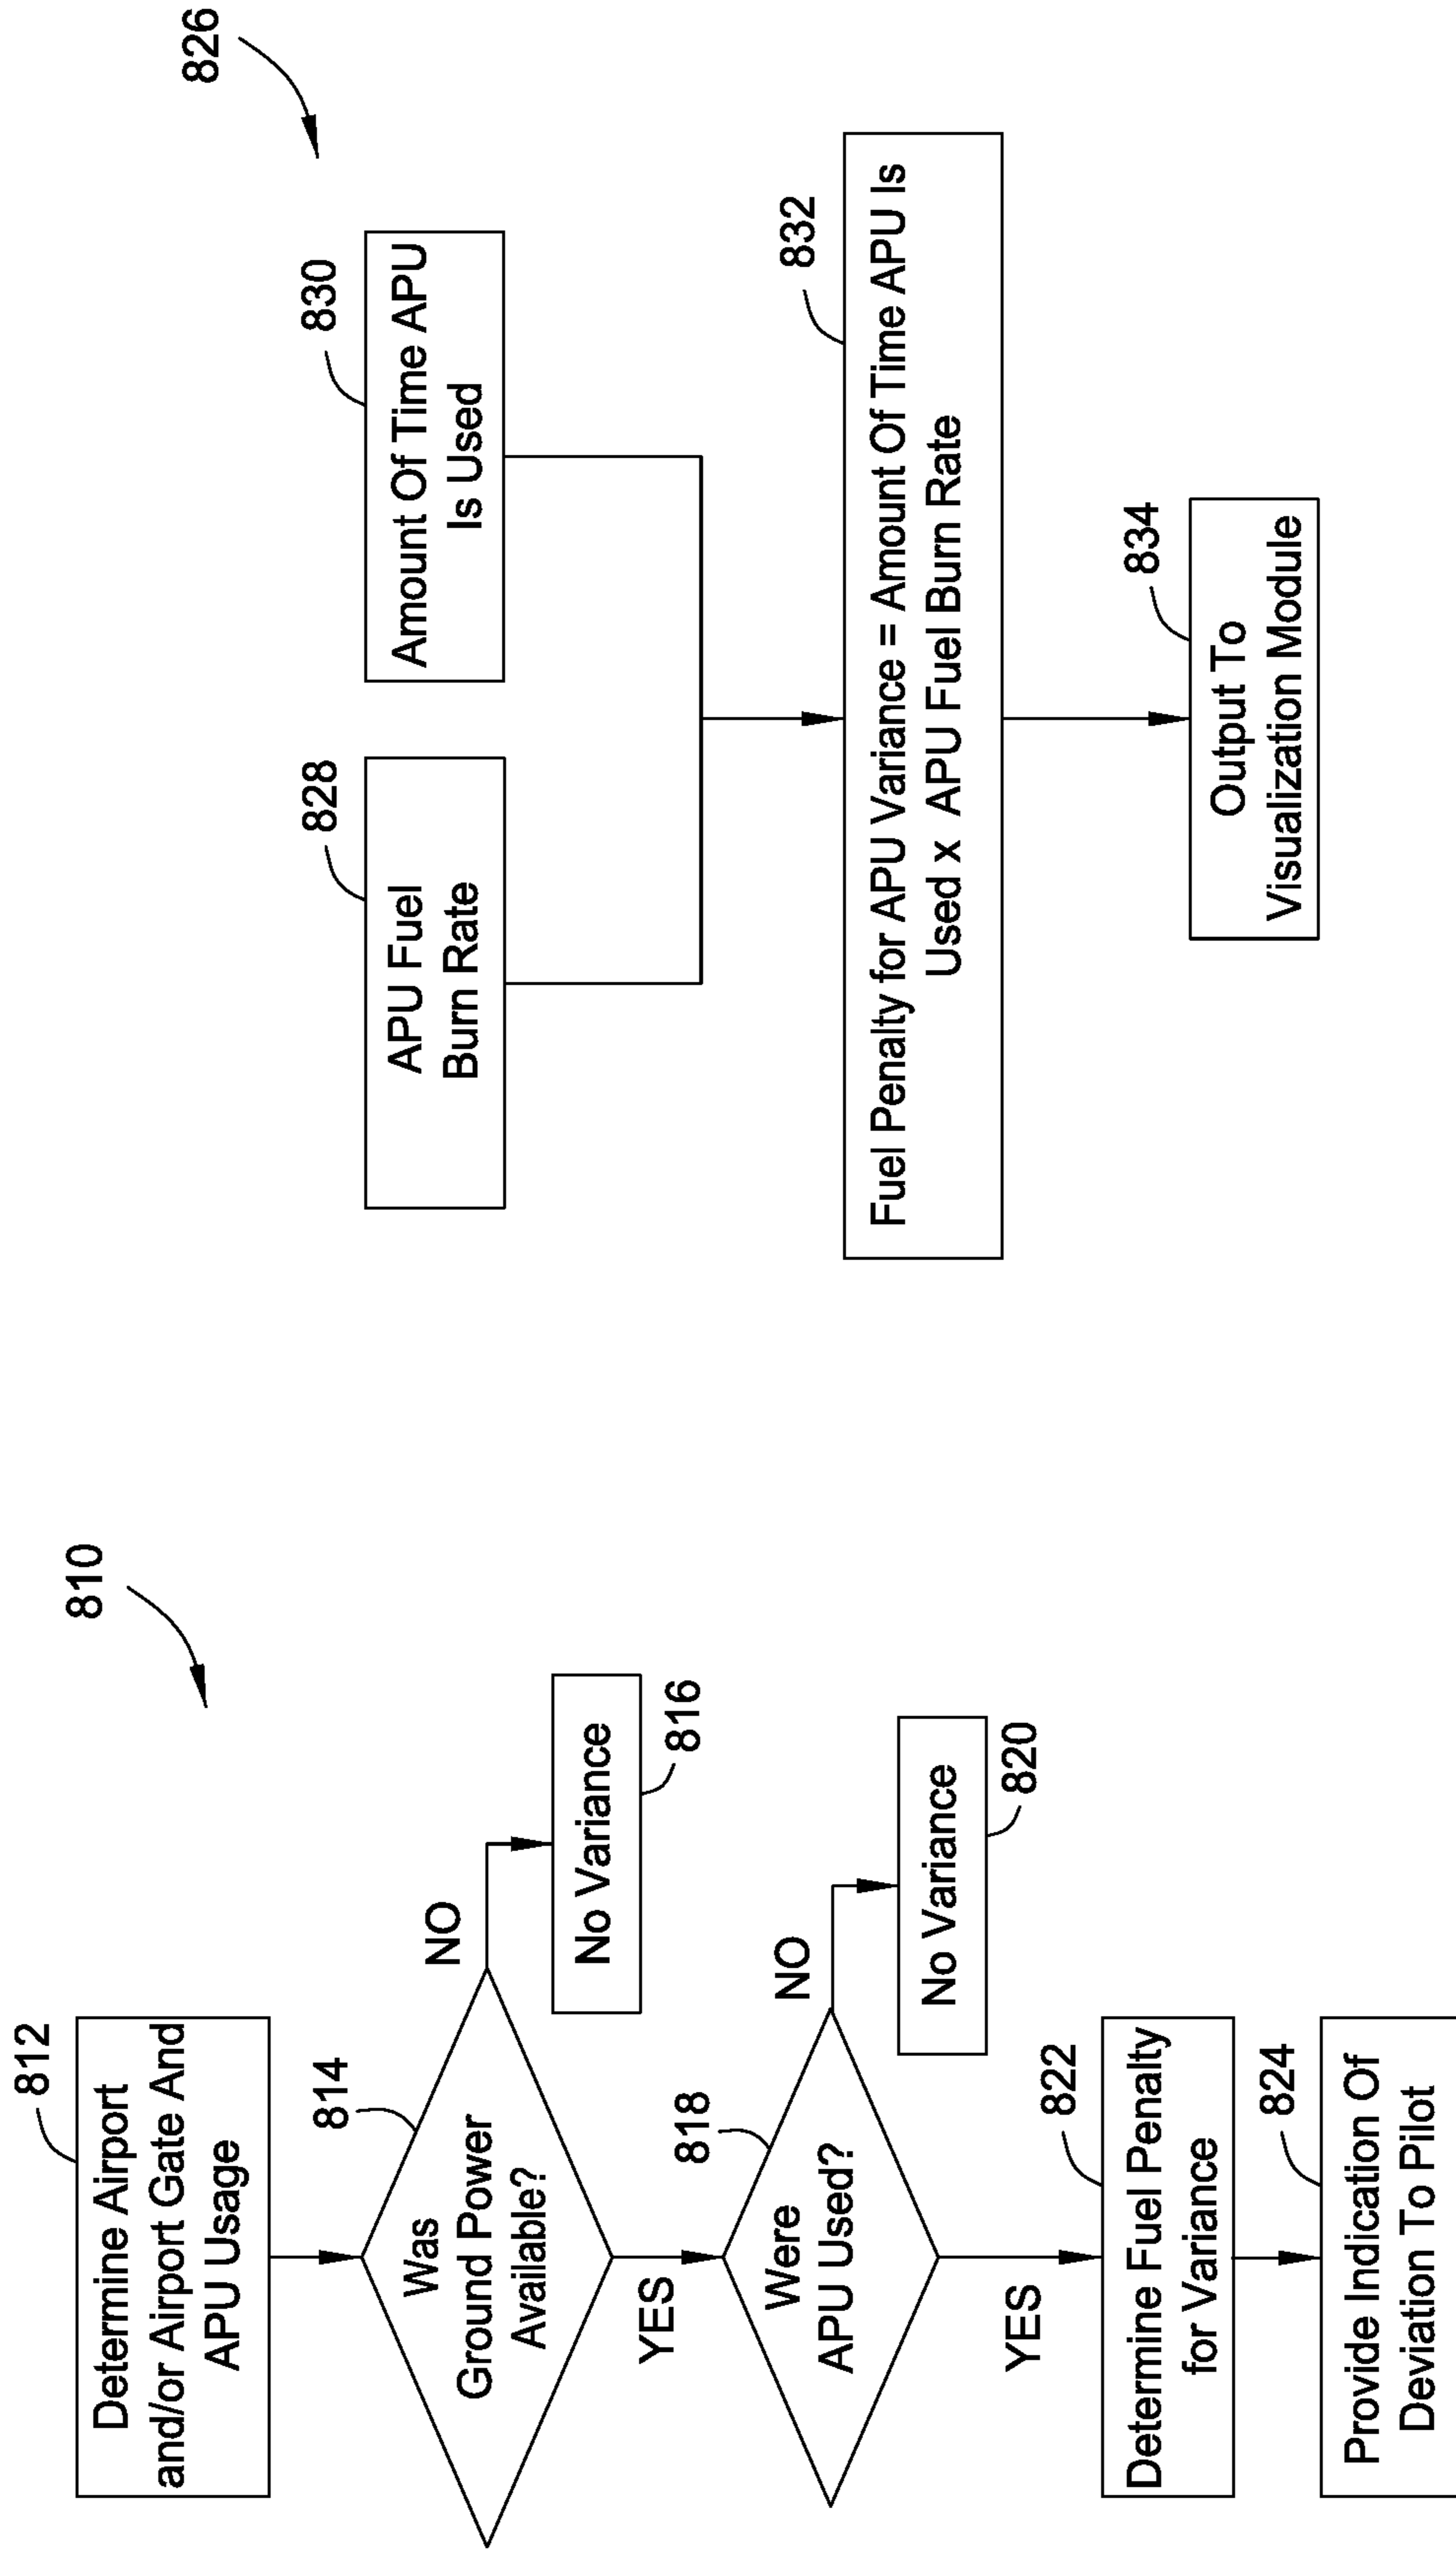 810
812
Determine Airport
and/or Airport Gate And
APU Usage
814
Was
Ground Power
Available?
NO
No Variance
816
YES
818
Were
APU Used?
NO
No Variance
820
YES
822
Determine Fuel Penalty
for Variance
824
Provide Indication Of
Deviation To Pilot
826
828
APU Fuel
Burn Rate
830
Amount Of Time APU
Is Used
832
Fuel Penalty for APU Variance = Amount Of Time APU Is
Used x APU Fuel Burn Rate
834
Output To
Visualization Module